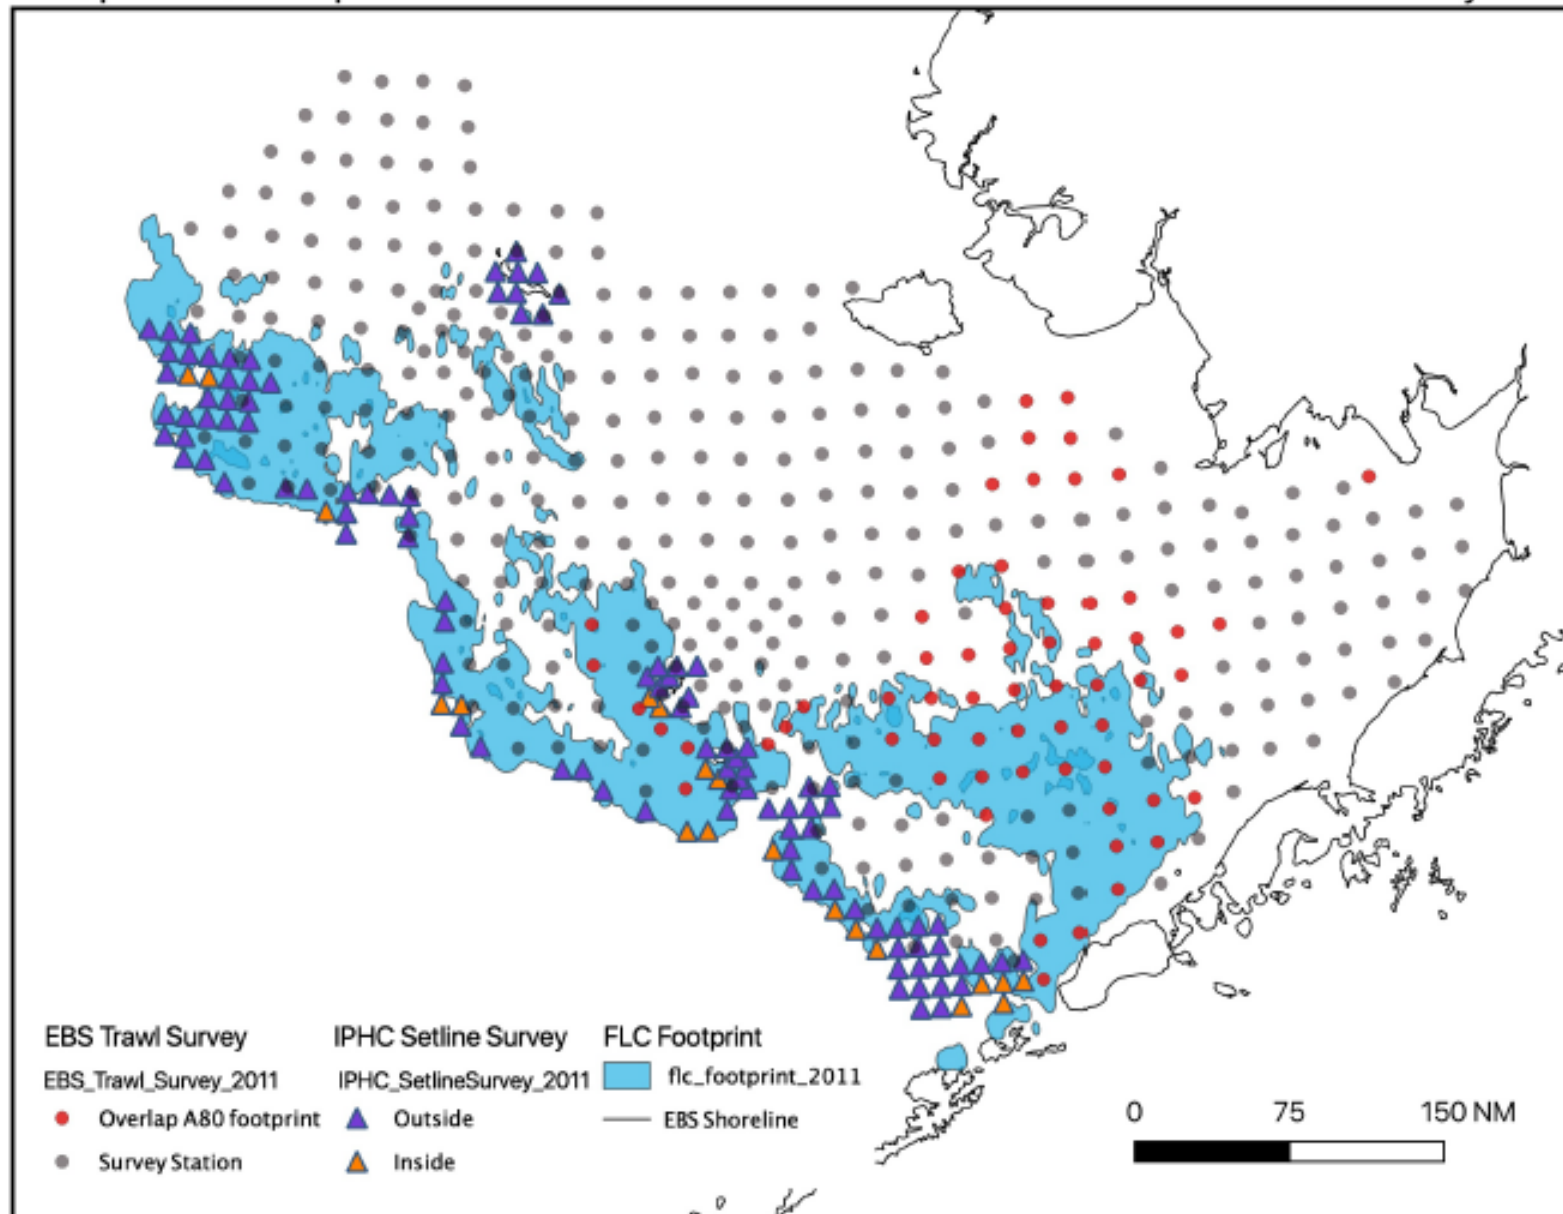 EBS Trawl Survey IPHC Setline Survey FLC Footprint
EBS_Trawl_Survey_2011 IPHC_SetlineSurvey_2011 flc_footprint_2011
Overlap A80 footprint Outside EBS Shoreline
Survey Station Inside
0 75 150 NM